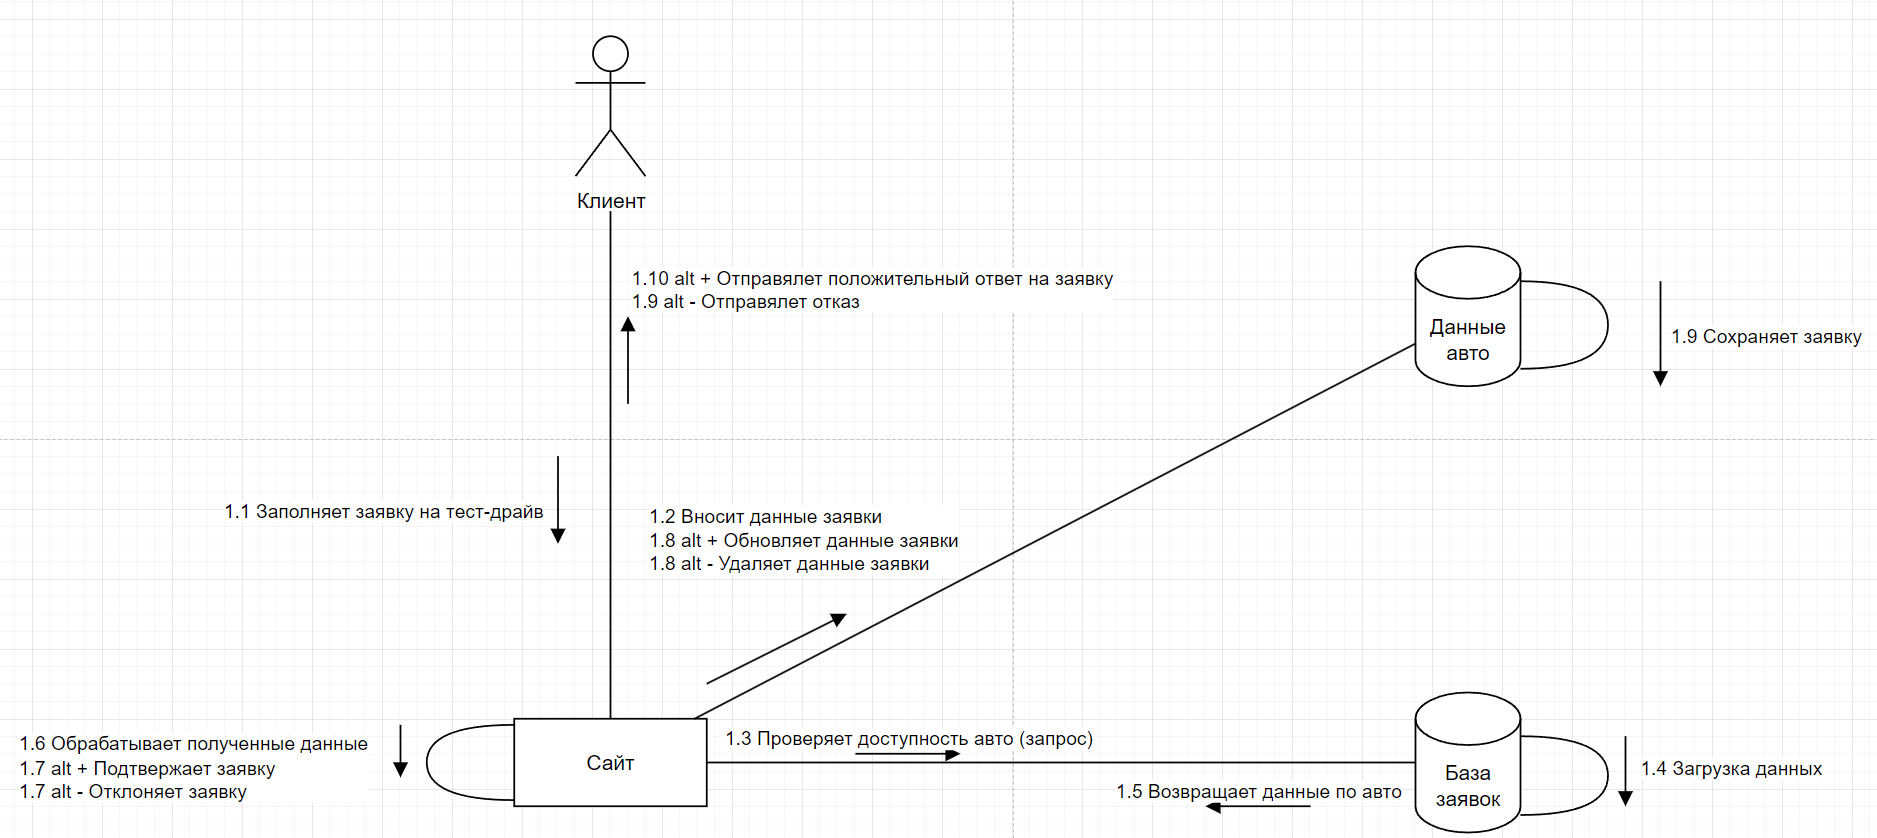 Клиент
1.10 alt + Отправялет положительный ответ на заявку
1.9 alt - Отправялет отказ
Данные
авто
1.9 Сохраняет заявку
1.1 Заполняет заявку на тест-драйв
1.2 Вносит данные заявки
1.8 alt + Обновляет данные заявки
1.8 alt - Удаляет данные заявки
1.6 Обрабатывает полученные данные
1.7 alt + Подтвержает заявку
1.7 alt - Отклоняет заявку
Сайт
1.3 Проверяет доступность авто (запрос)
1.5 Возвращает данные по авто
База
заявок
1.4 Загрузка данных